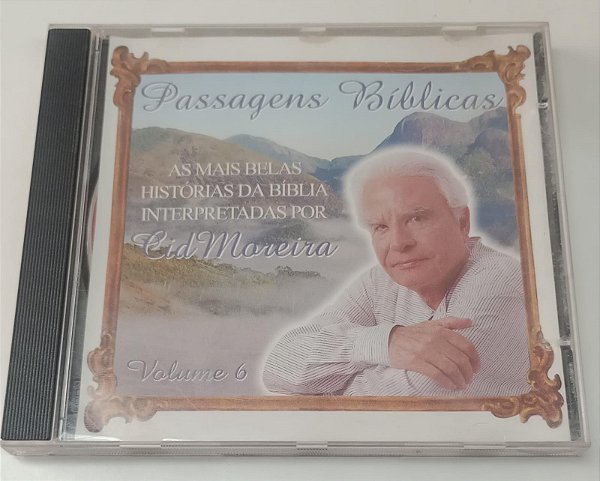 Passagens Bíblicas
AS MAIS BELAS
HISTÓRIAS DA BÍBLIA
INTERPRETADAS POR
Cid Moreira
Volume 6